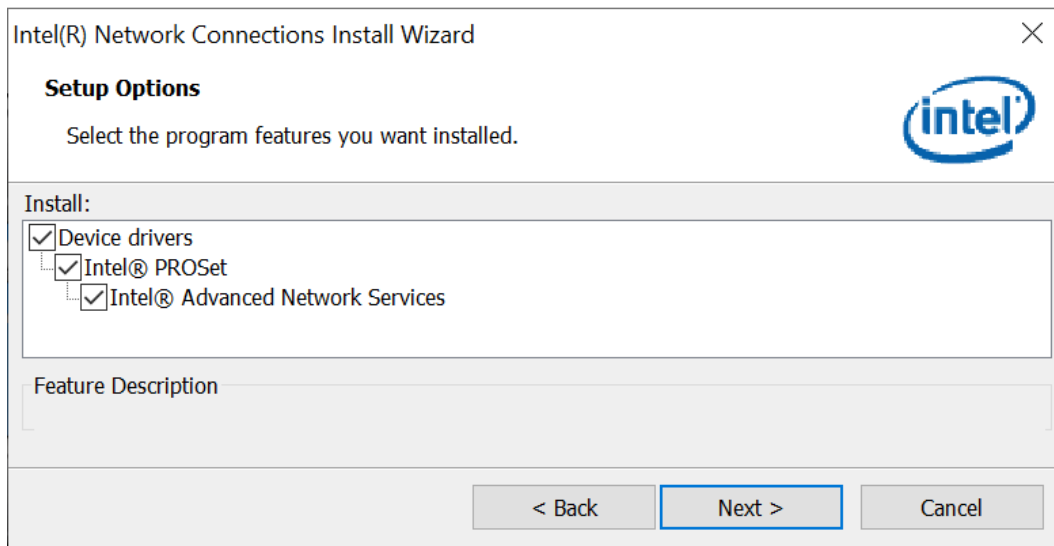 Intel(R) Network Connections Install Wizard
Setup Options
Select the program features you want installed.
intel
Install:
Device drivers
Intel® PROSet
Intel® Advanced Network Services
Feature Description
< Back Next > Cancel